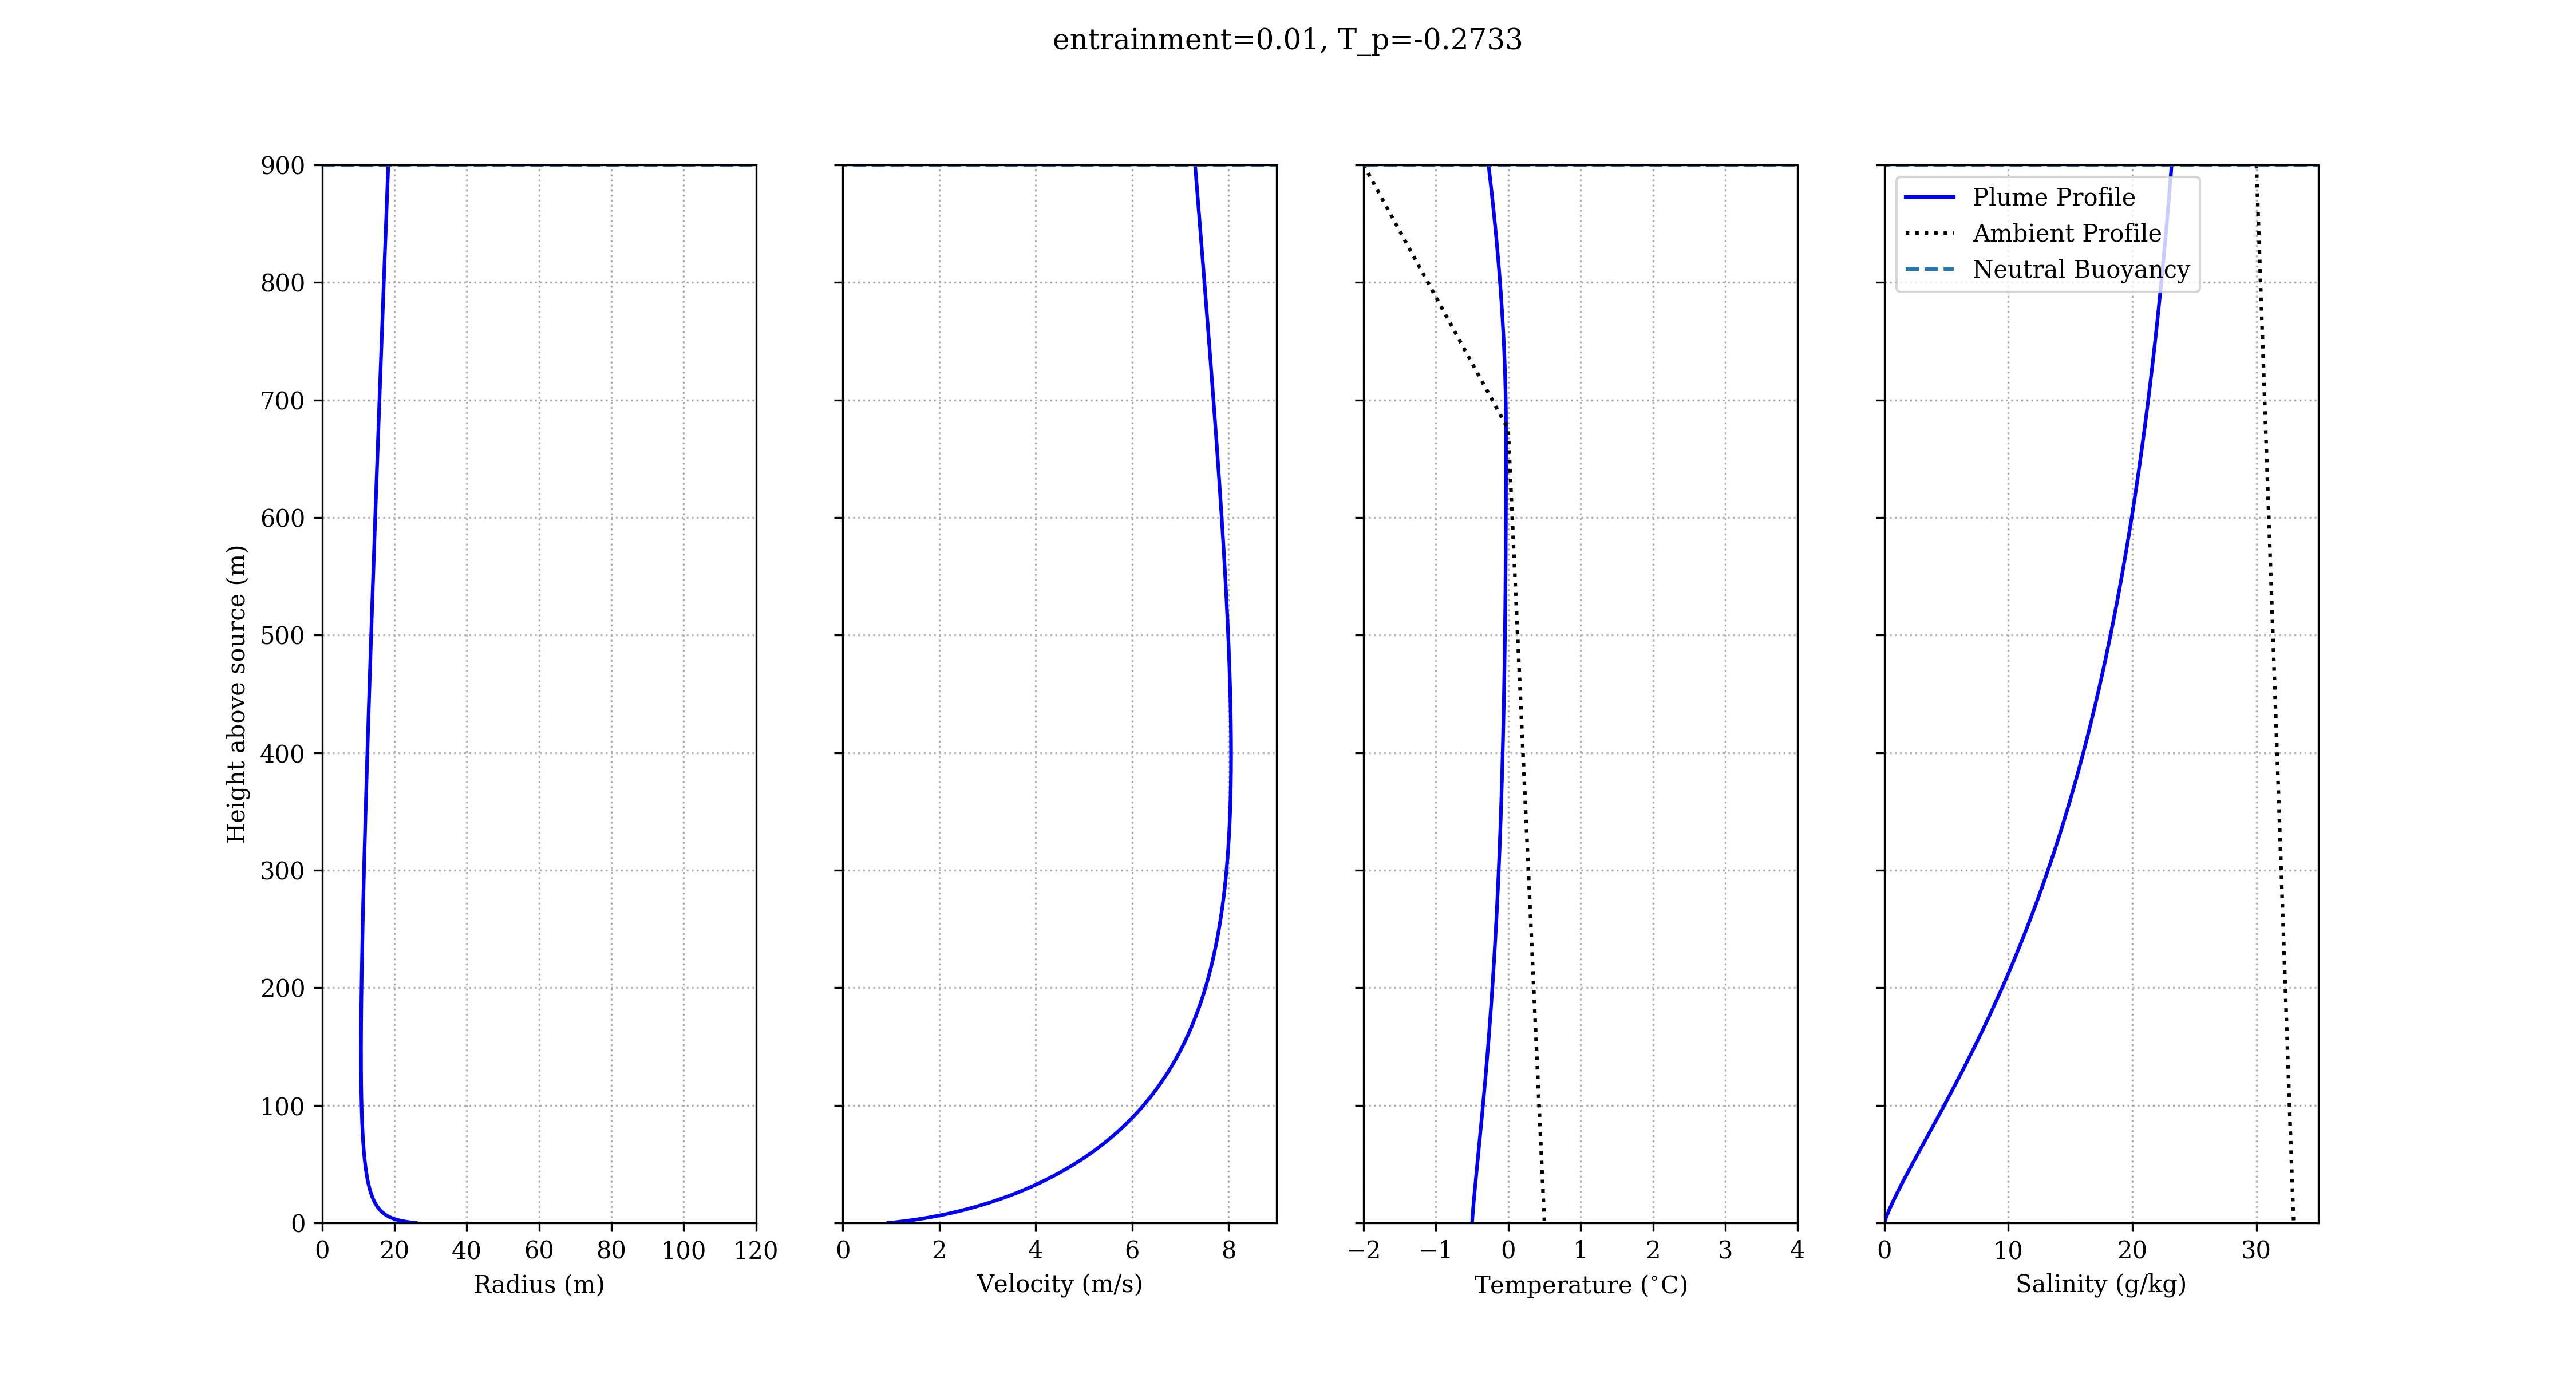 entrainment=0.01, T_p=-0.2733
Height above source (m)
900
800
700
600
500
400
300
200
100
0
0 20 40 60 80 100 120
Radius (m)
0 2 4 6 8
Velocity (m/s)
−2 −1 0 1 2 3 4
Temperature (°C)
Plume Profile
Ambient Profile
Neutral Buoyancy
0 10 20 30
Salinity (g/kg)